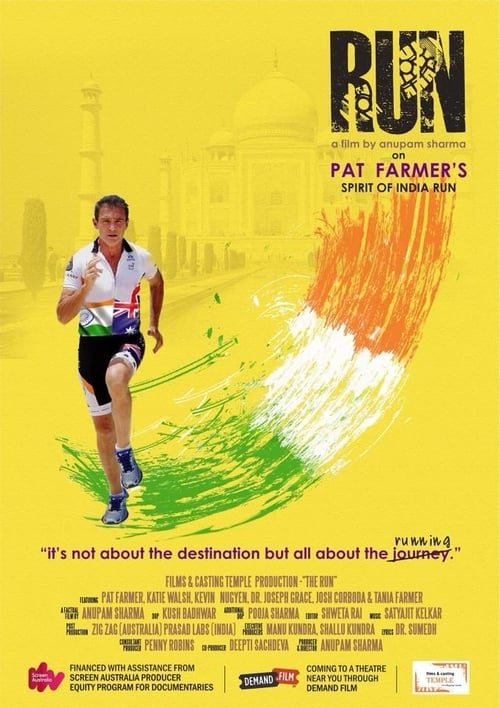 RUN
a film by anupam sharma
on
PAT FARMER'S
SPIRIT OF INDIA RUN
running
"it's not about the destination but all about the journey."
FILMS & CASTING TEMPLE PRODUCTION -"THE RUN"
FEATURING PAT FARMER, KATIE WALSH, KEVIN NUGYEN, DR. JOSEPH GRACE, JOSH CORBODA & TANIA FARMER
A FACTUAL FILM BY ANUPAM SHARMA DOP KUSH BADHWAR ADDITIONAL DOP POOJA SHARMA EDITOR SHWETA RAI MUSIC SATYAJIT KELKAR
POST PRODUCTION ZIG ZAG (AUSTRALIA) PRASAD LABS (INDIA) EXECUTIVE PRODUCERS MANU KUNDRA, SHALLU KUNDRA LYRICS DR. SUMEDH
CONSULTANT PRODUCER PENNY ROBINS CO-PRODUCER DEEPTI SACHDEVA PRODUCER & DIRECTOR ANUPAM SHARMA
Screen Australia
FINANCED WITH ASSISTANCE FROM
SCREEN AUSTRALIA PRODUCER
EQUITY PROGRAM FOR DOCUMENTARIES
DEMAND.FILM
COMING TO A THEATRE
NEAR YOU THROUGH
DEMAND FILM
films & casting
TEMPLE